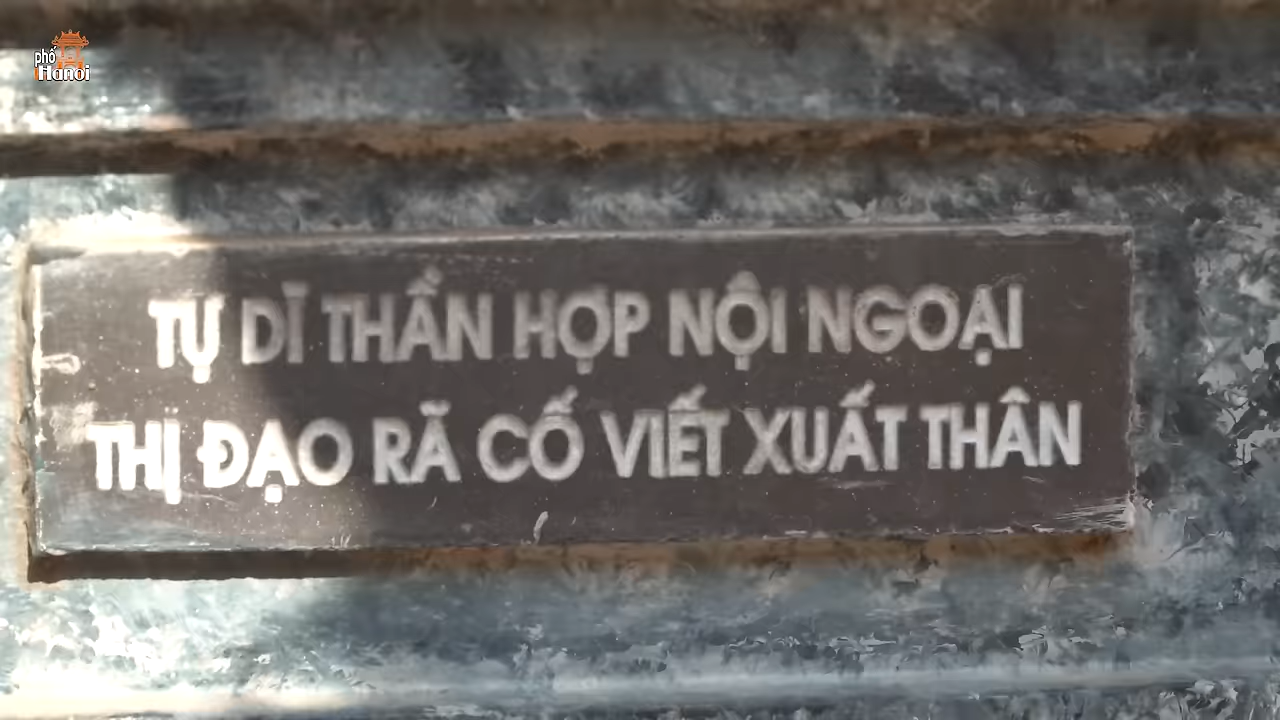 phố
Hanoi
TỰ DĨ THẦN HỢP NỘI NGOẠI
THỊ ĐẠO RÃ CỐ VIẾT XUẤT THÂN